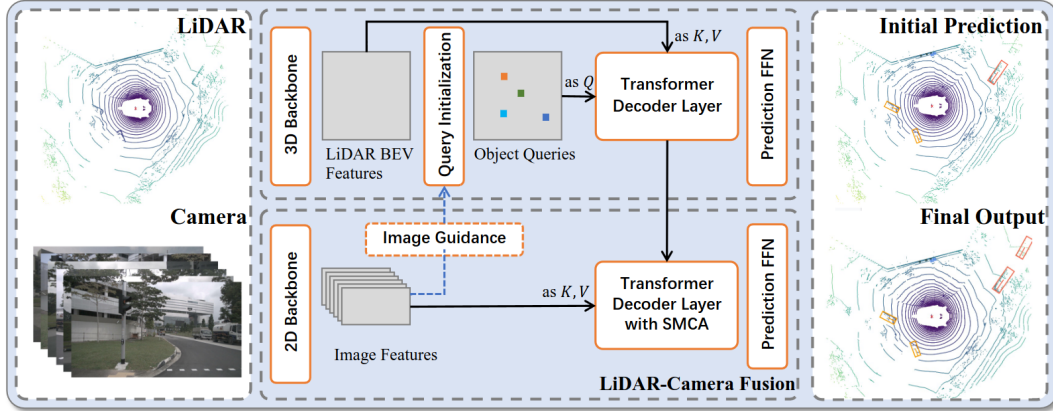 LiDAR
Camera
3D Backbone
LiDAR BEV
Features
Query Initialization
Object Queries
as Q
as K, V
Transformer
Decoder Layer
Prediction FFN
2D Backbone
Image Guidance
Image Features
as K, V
Transformer
Decoder Layer
with SMCA
Prediction FFN
LiDAR-Camera Fusion
Initial Prediction
Final Output